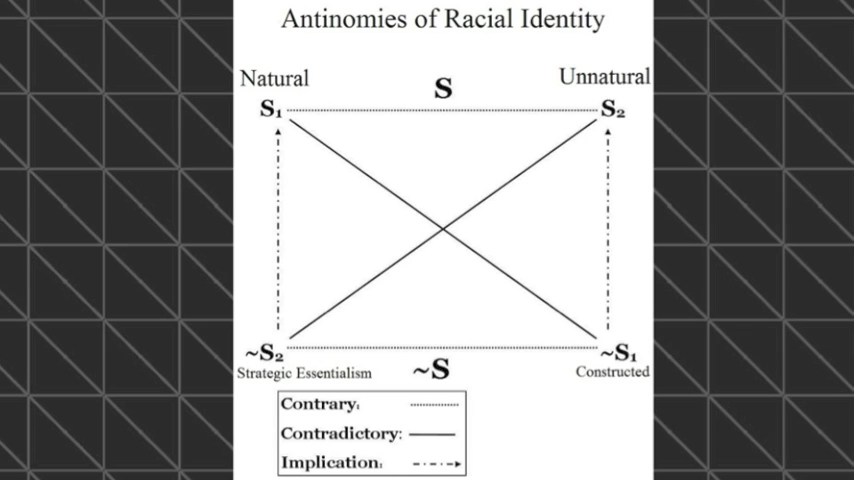 Antinomies of Racial Identity
Natural
S
Unnatural
S₁
S₂
~S₂
~S₁
Strategic Essentialism
~S
Constructed
Contrary:
Contradictory:
Implication: